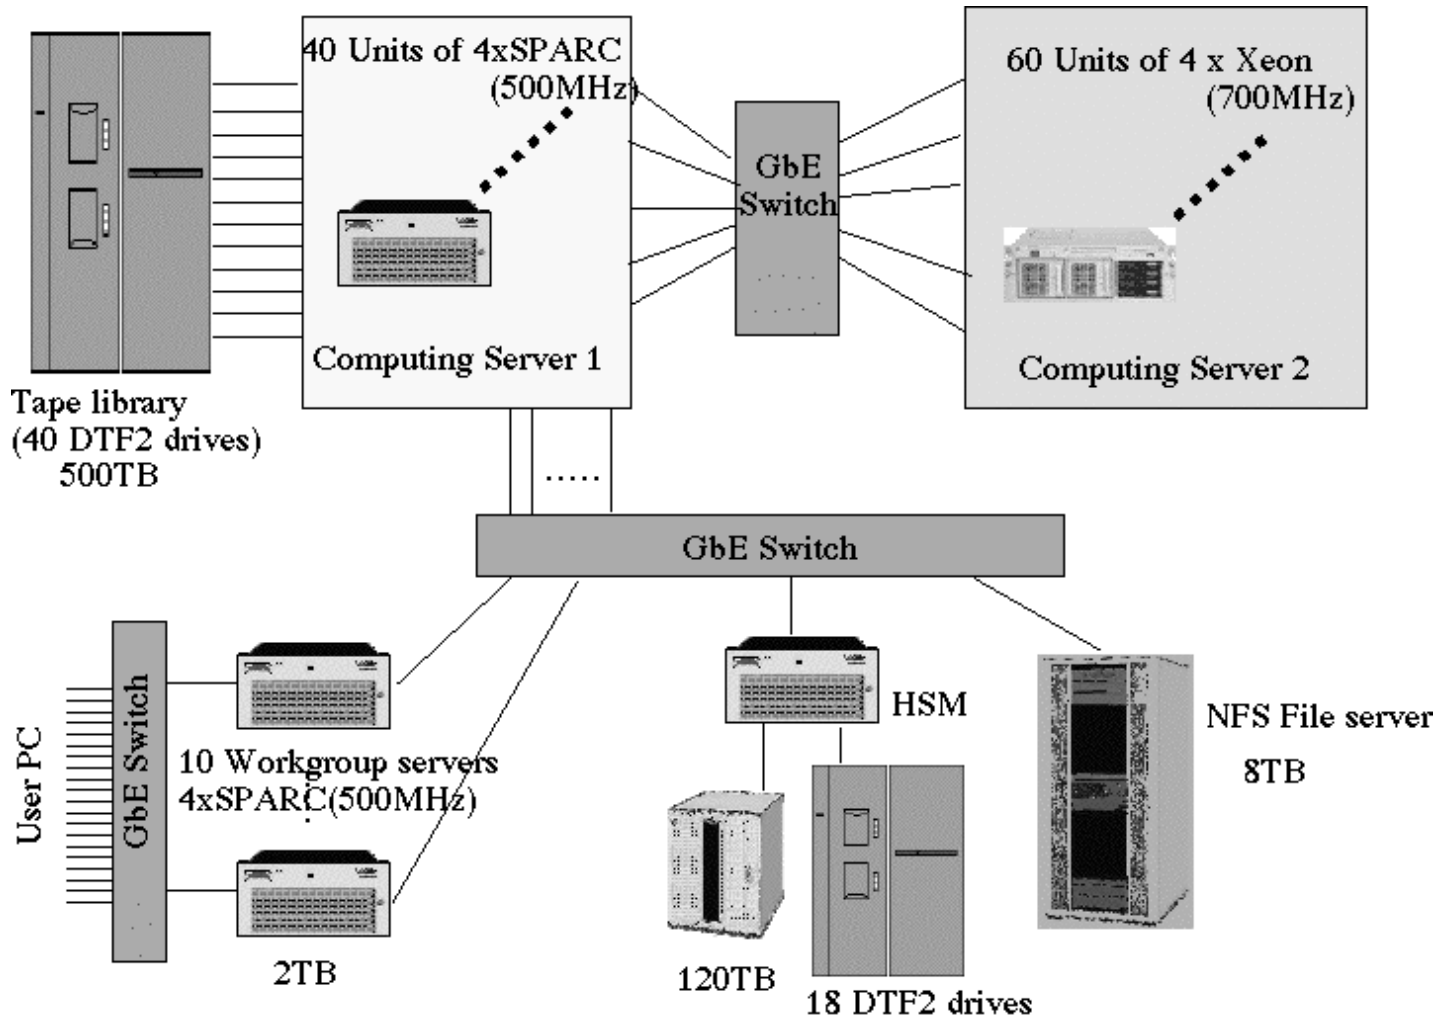 40 Units of 4xSPARC
(500MHz)
60 Units of 4 x Xeon
(700MHz)
GbE
Switch
Computing Server 1
Computing Server 2
Tape library
(40 DTF2 drives)
500TB
.....
GbE Switch
User PC
GbE Switch
10 Workgroup servers
4xSPARC(500MHz)
2TB
HSM
120TB
18 DTF2 drives
NFS File server
8TB